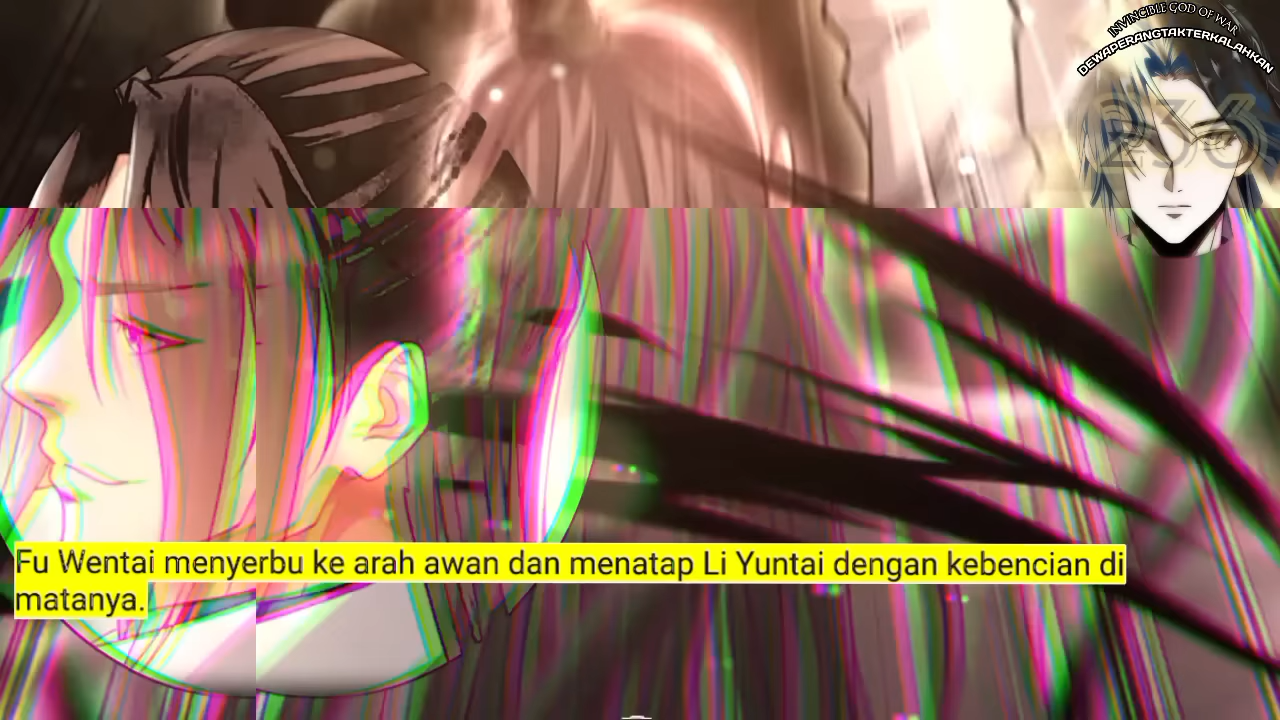 INVINCIBLE GOD OF WAR
DEWAPERANGTAKTERKALAHKAN
236
Fu Wentai menyerbu ke arah awan dan menatap Li Yuntai dengan kebencian di
matanya.